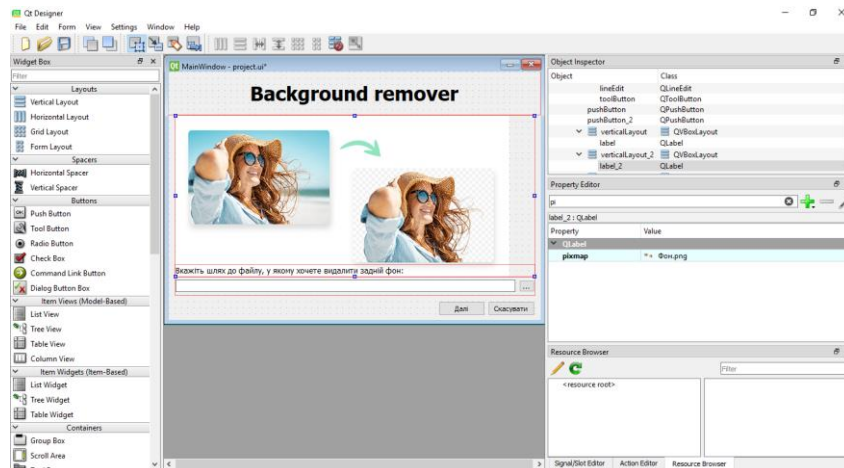 Qt Designer
File Edit Form View Settings Window Help
Widget Box
Filter
Layouts
Vertical Layout
Horizontal Layout
Grid Layout
Form Layout
Spacers
Horizontal Spacer
Vertical Spacer
Buttons
Push Button
Tool Button
Radio Button
Check Box
Command Link Button
Dialog Button Box
Item Views (Model-Based)
List View
Tree View
Table View
Column View
Item Widgets (Item-Based)
List Widget
Tree Widget
Table Widget
Containers
Group Box
Scroll Area
MainWindow - project.ui*
Background remover
Вкажіть шлях до файлу, у якому хочете видалити задній фон:
...
Далі Скасувати
Object Inspector
Object Class
lineEdit QLineEdit
toolButton QToolButton
pushButton QPushButton
pushButton_2 QPushButton
verticalLayout QVBoxLayout
label QLabel
verticalLayout_2 QVBoxLayout
label_2 QLabel
Property Editor
pi
label_2 : QLabel
Property Value
QLabel
pixmap Фон.png
Resource Browser
Filter
<resource root>
Signal/Slot Editor Action Editor Resource Browser